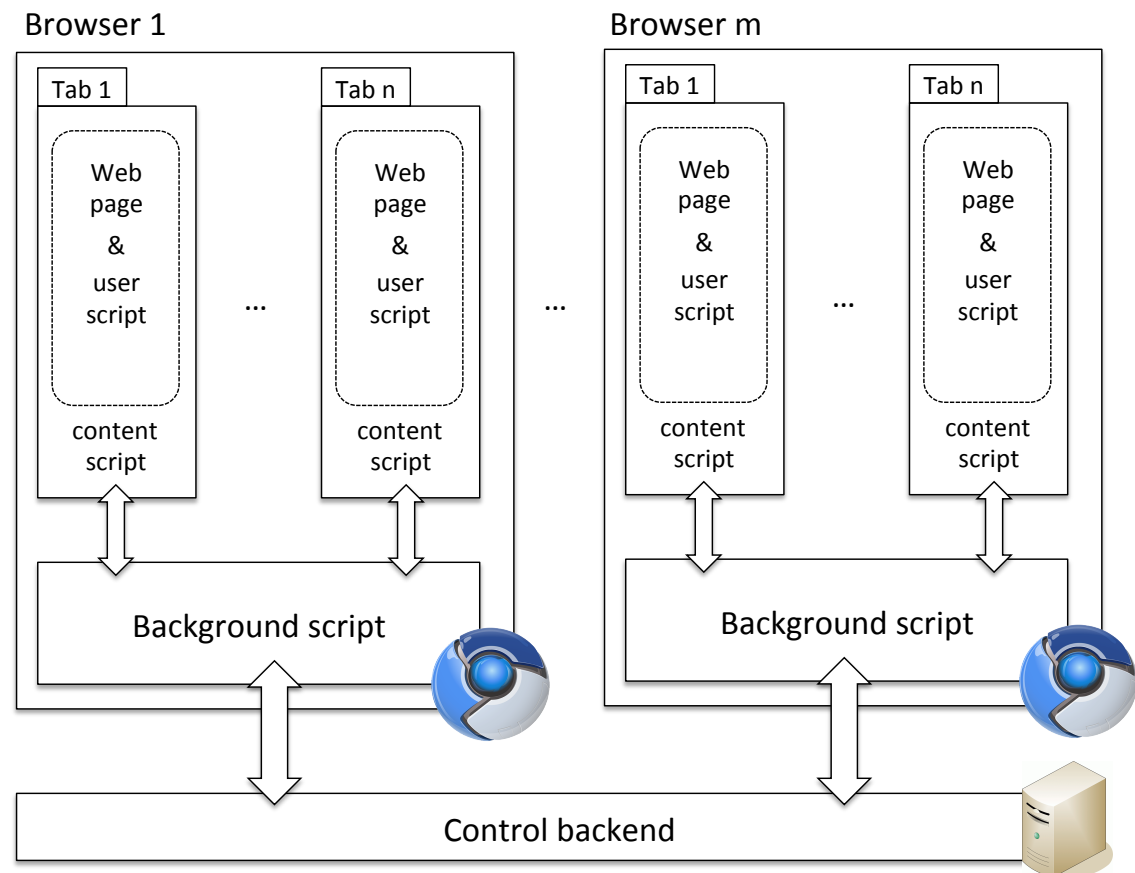 Browser 1
Tab 1
Web
page
&
user
script
content
script
...
Tab n
Web
page
&
user
script
content
script
Background script
...
Browser m
Tab 1
Web
page
&
user
script
content
script
...
Tab n
Web
page
&
user
script
content
script
Background script
Control backend